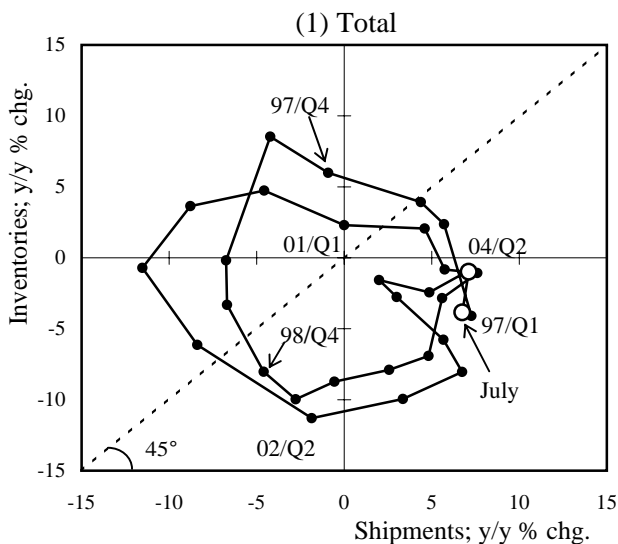 (1) Total
15
10
5
0
-5
-10
-15
Inventories; y/y % chg.
97/Q4
01/Q1
04/Q2
97/Q1
98/Q4
July
02/Q2
45°
-15
-10
-5
0
5
10
15
Shipments; y/y % chg.